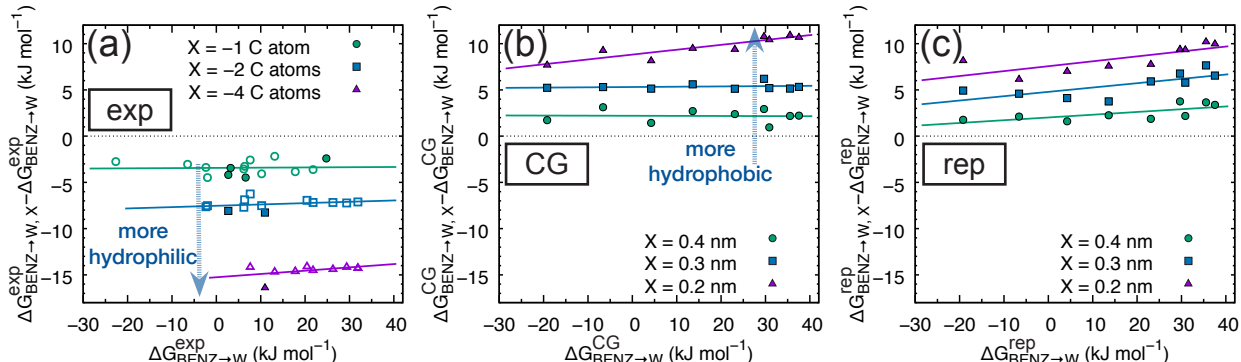 (a)
X = −1 C atom
X = −2 C atoms
X = −4 C atoms
exp
more
hydrophilic
10
5
0
−5
−10
−15
−30 −20 −10 0 10 20 30 40
ΔG^exp_BENZ→W, X−ΔG^exp_BENZ→W (kJ mol⁻¹)
ΔG^exp_BENZ→W (kJ mol⁻¹)
(b)
CG
more
hydrophobic
X = 0.4 nm
X = 0.3 nm
X = 0.2 nm
10
5
0
−5
−10
−15
−30 −20 −10 0 10 20 30 40
ΔG^CG_BENZ→W, X−ΔG^CG_BENZ→W (kJ mol⁻¹)
ΔG^CG_BENZ→W (kJ mol⁻¹)
(c)
rep
X = 0.4 nm
X = 0.3 nm
X = 0.2 nm
10
5
0
−5
−10
−15
−30 −20 −10 0 10 20 30 40
ΔG^rep_BENZ→W, X−ΔG^rep_BENZ→W (kJ mol⁻¹)
ΔG^rep_BENZ→W (kJ mol⁻¹)